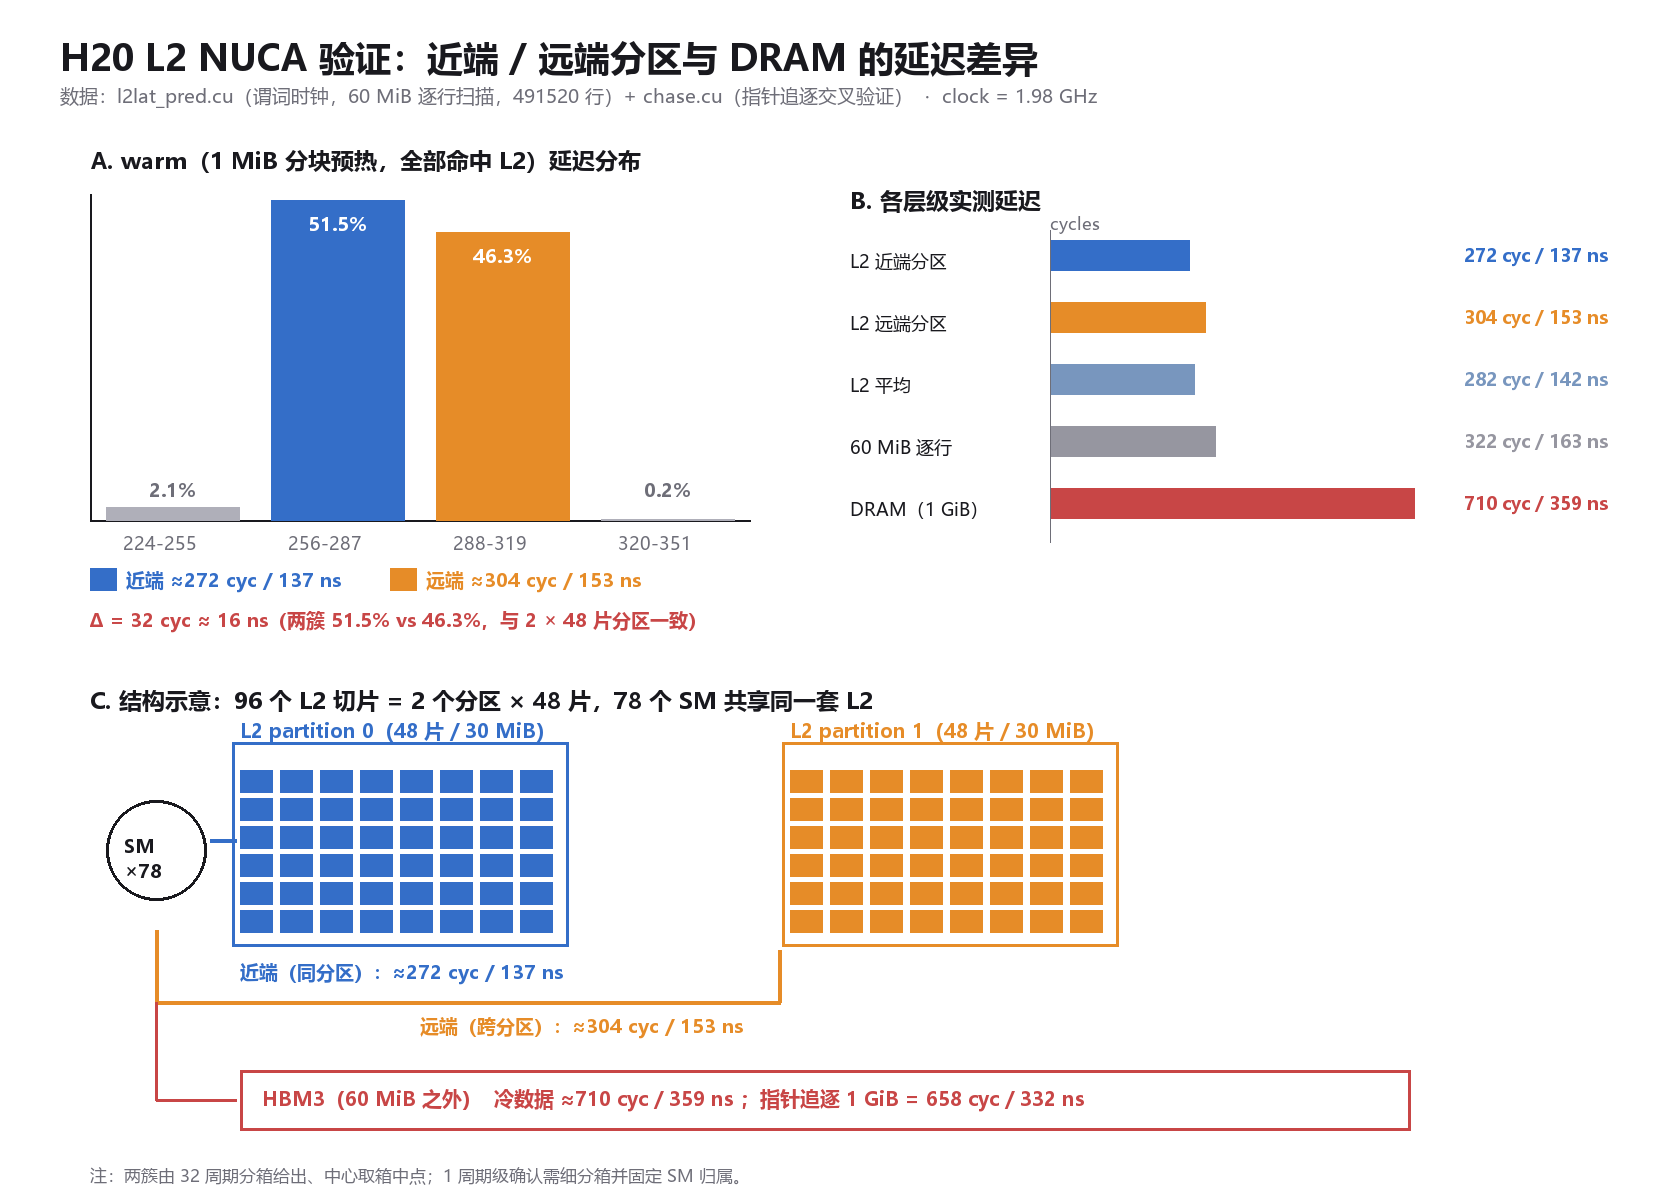 H20 L2 NUCA 验证：近端 / 远端分区与 DRAM 的延迟差异
数据：l2lat_pred.cu（谓词时钟，60 MiB 逐行扫描，491520 行）+ chase.cu（指针追逐交叉验证） · clock = 1.98 GHz
A. warm（1 MiB 分块预热，全部命中 L2）延迟分布
51.5%
46.3%
2.1%
0.2%
224-255
256-287
288-319
320-351
近端 ≈272 cyc / 137 ns
远端 ≈304 cyc / 153 ns
Δ = 32 cyc ≈ 16 ns（两簇 51.5% vs 46.3%，与 2 × 48 片分区一致）
B. 各层级实测延迟
cycles
L2 近端分区
272 cyc / 137 ns
L2 远端分区
304 cyc / 153 ns
L2 平均
282 cyc / 142 ns
60 MiB 逐行
322 cyc / 163 ns
DRAM（1 GiB）
710 cyc / 359 ns
C. 结构示意：96 个 L2 切片 = 2 个分区 × 48 片，78 个 SM 共享同一套 L2
L2 partition 0（48 片 / 30 MiB）
L2 partition 1（48 片 / 30 MiB）
SM
×78
近端（同分区）：≈272 cyc / 137 ns
远端（跨分区）：≈304 cyc / 153 ns
HBM3（60 MiB 之外） 冷数据 ≈710 cyc / 359 ns；指针追逐 1 GiB = 658 cyc / 332 ns
注：两簇由 32 周期分箱给出、中心取箱中点；1 周期级确认需细分箱并固定 SM 归属。